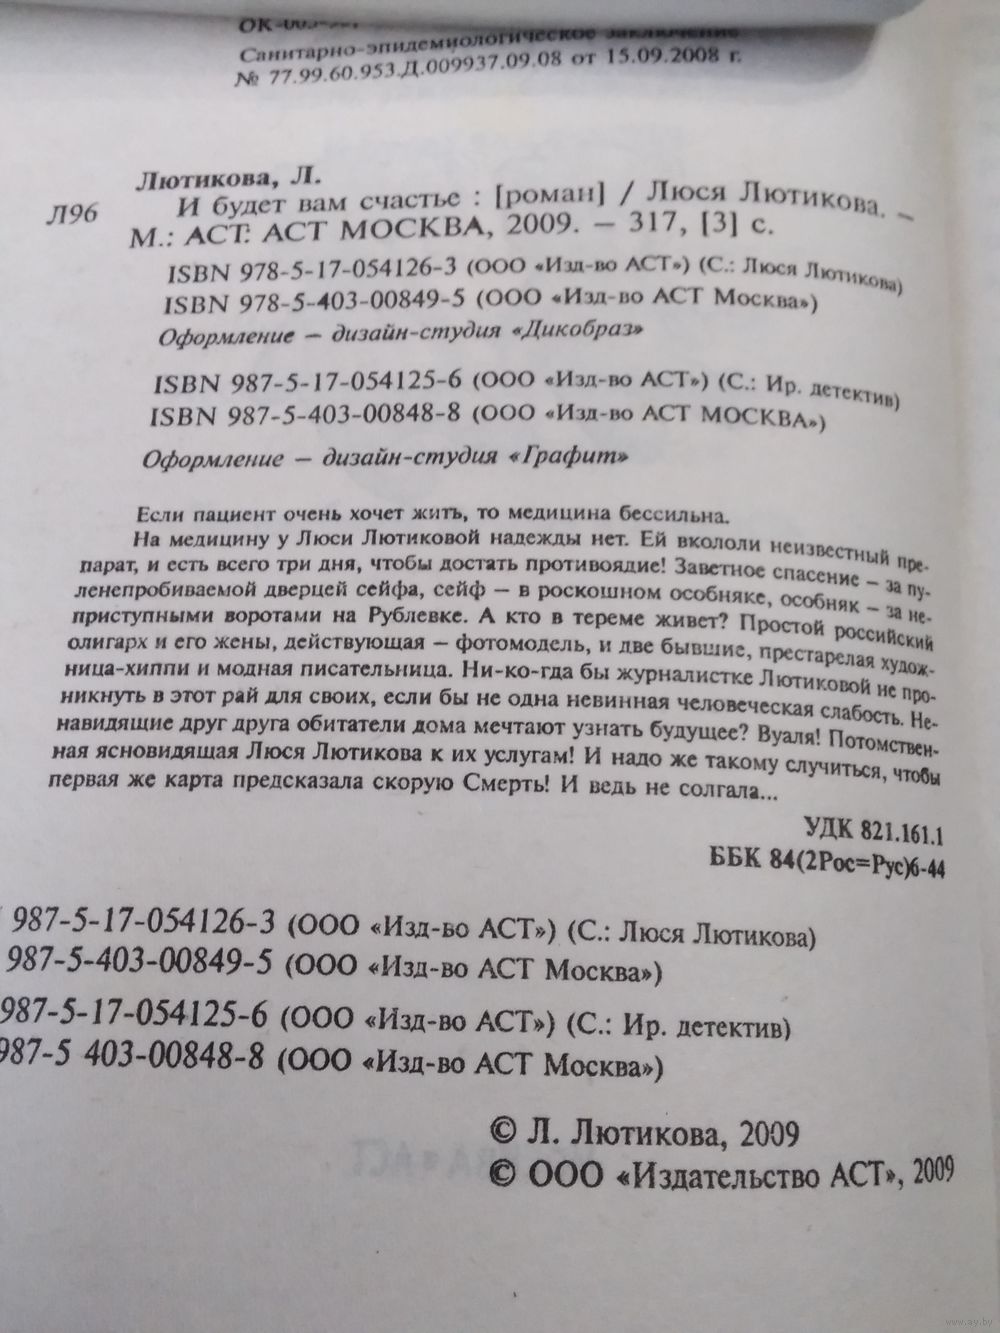 Санитарно-эпидемиологическое заключение
№ 77.99.60.953.Д.009937.09.08 от 15.09.2008 г.
Лютикова, Л.
Л96 И будет вам счастье : [роман] / Люся Лютикова. –
М.: АСТ: АСТ МОСКВА, 2009. – 317, [3] с.
ISBN 978-5-17-054126-3 (ООО «Изд-во АСТ») (С.: Люся Лютикова)
ISBN 978-5-403-00849-5 (ООО «Изд-во АСТ Москва»)
Оформление – дизайн-студия «Дикобраз»
ISBN 987-5-17-054125-6 (ООО «Изд-во АСТ») (С.: Ир. детектив)
ISBN 987-5-403-00848-8 (ООО «Изд-во АСТ МОСКВА»)
Оформление – дизайн-студия «Графит»
Если пациент очень хочет жить, то медицина бессильна.
На медицину у Люси Лютиковой надежды нет. Ей вкололи неизвестный пре-
парат, и есть всего три дня, чтобы достать противоядие! Заветное спасение – за пу-
ленепробиваемой дверцей сейфа, сейф – в роскошном особняке, особняк – за не-
приступными воротами на Рублевке. А кто в тереме живет? Простой российский
олигарх и его жены, действующая – фотомодель, и две бывшие, престарелая худож-
ница-хиппи и модная писательница. Ни-ко-гда бы журналистке Лютиковой не про-
никнуть в этот рай для своих, если бы не одна невинная человеческая слабость. Не-
навидящие друг друга обитатели дома мечтают узнать будущее? Вуаля! Потомствен-
ная ясновидящая Люся Лютикова к их услугам! И надо же такому случиться, чтобы
первая же карта предсказала скорую Смерть! И ведь не солгала...
УДК 821.161.1
ББК 84(2Рос=Рус)6-44
987-5-17-054126-3 (ООО «Изд-во АСТ») (С.: Люся Лютикова)
987-5-403-00849-5 (ООО «Изд-во АСТ Москва»)
987-5-17-054125-6 (ООО «Изд-во АСТ») (С.: Ир. детектив)
987-5 403-00848-8 (ООО «Изд-во АСТ Москва»)
© Л. Лютикова, 2009
© ООО «Издательство АСТ», 2009
www.ay.by